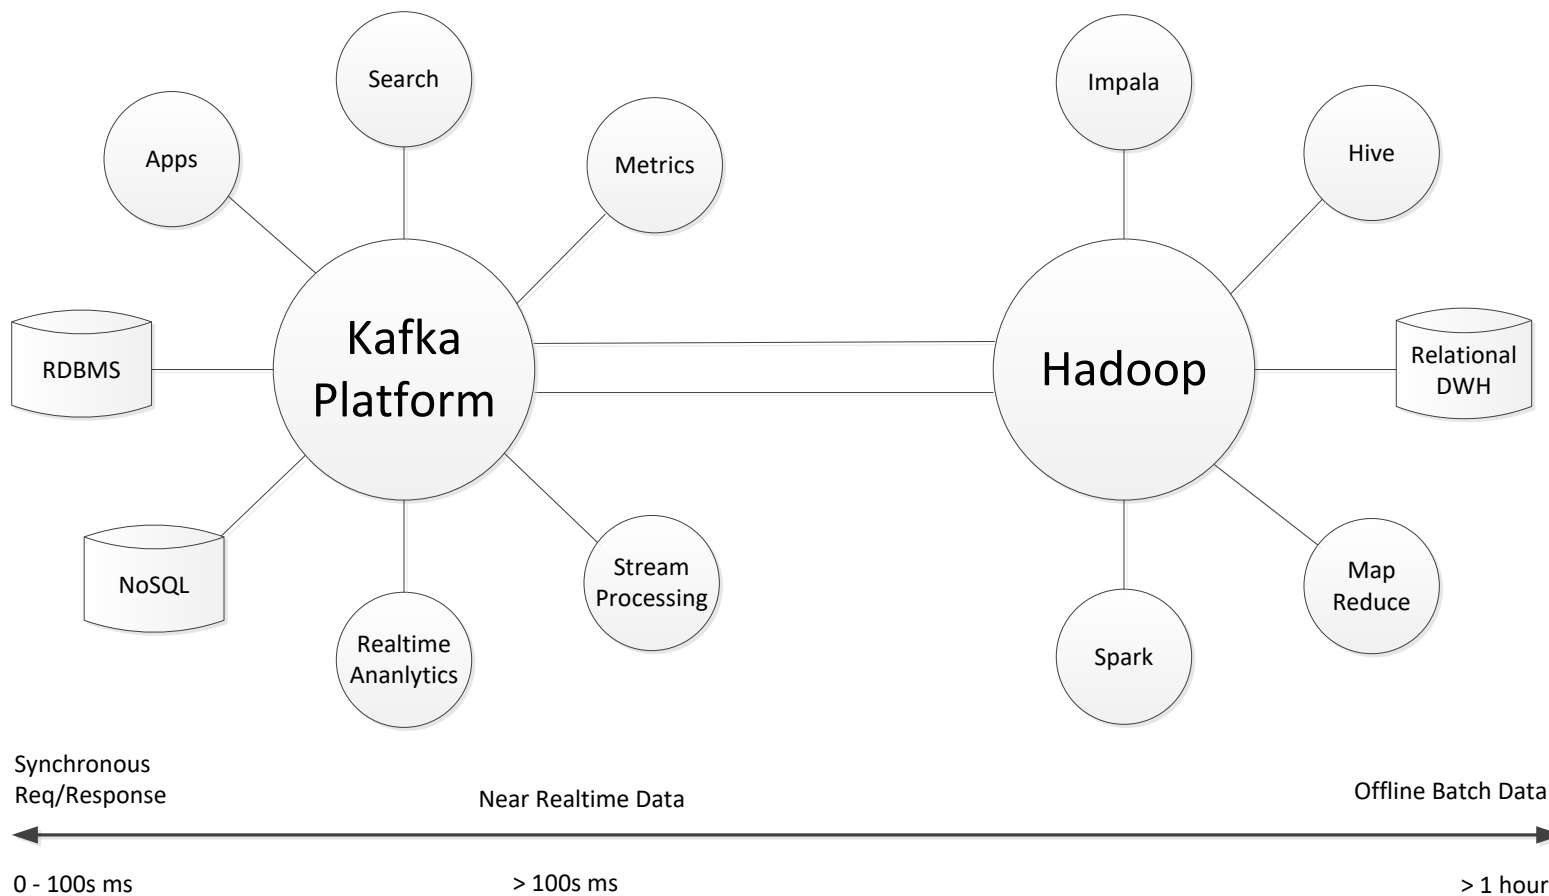 Search
Impala
Apps
Metrics
Hive
Kafka
Platform
Hadoop
RDBMS
Relational
DWH
NoSQL
Stream
Processing
Map
Reduce
Realtime
Ananlytics
Spark
Synchronous
Req/Response
Near Realtime Data
Offline Batch Data
0 - 100s ms
> 100s ms
> 1 hour